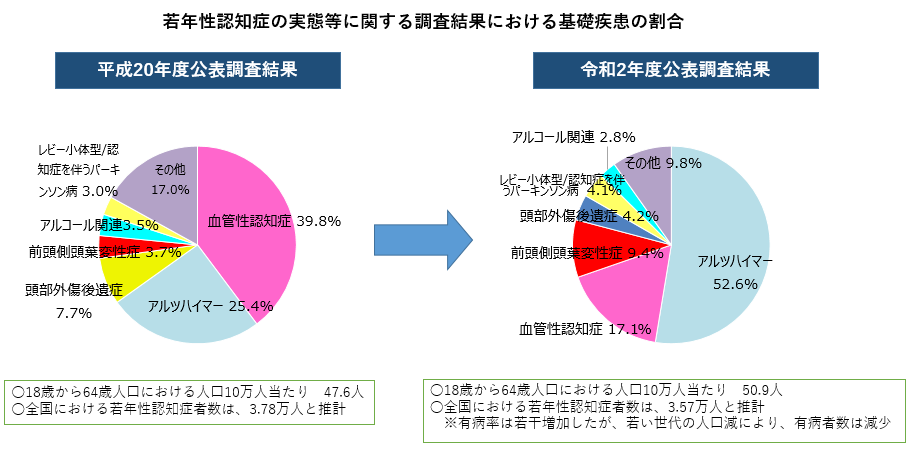 若年性認知症の実態等に関する調査結果における基礎疾患の割合
平成20年度公表調査結果
レビー小体型/認
知症を伴うパーキ
ンソン病 3.0%
その他
17.0%
血管性認知症 39.8%
アルコール関連3.5%
前頭側頭葉変性症 3.7%
頭部外傷後遺症
7.7%
アルツハイマー 25.4%
〇18歳から64歳人口における人口10万人当たり　47.6人
〇全国における若年性認知症者数は、3.78万人と推計
令和2年度公表調査結果
アルコール関連 2.8%
その他 9.8%
レビー小体型/認知症を伴
うパーキンソン病 4.1%
頭部外傷後遺症 4.2%
前頭側頭葉変性症 9.4%
アルツハイマー
52.6%
血管性認知症 17.1%
〇18歳から64歳人口における人口10万人当たり　50.9人
〇全国における若年性認知症者数は、3.57万人と推計
※有病率は若干増加したが、若い世代の人口減により、有病者数は減少